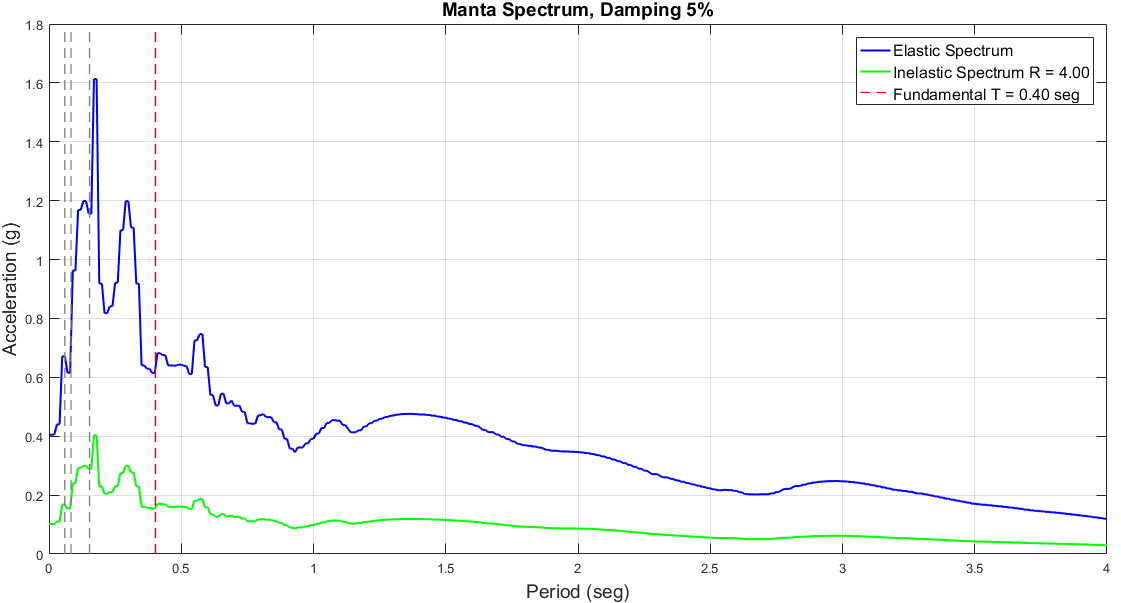 Manta Spectrum, Damping 5%
Elastic Spectrum
Inelastic Spectrum R = 4.00
Fundamental T = 0.40 seg
1.8
1.6
1.4
1.2
1
0.8
0.6
0.4
0.2
0
Acceleration (g)
0 0.5 1 1.5 2 2.5 3 3.5 4
Period (seg)